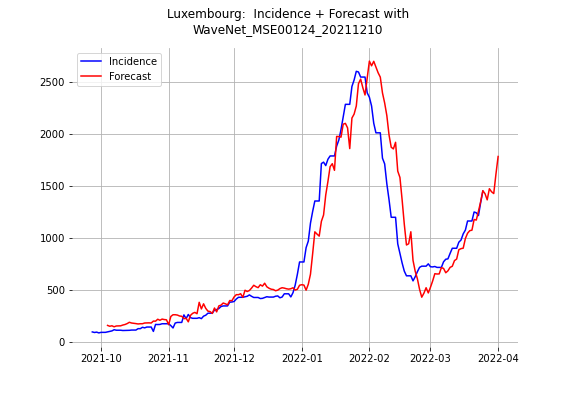 Luxembourg:  Incidence + Forecast with
WaveNet_MSE00124_20211210
Incidence
Forecast
2500
2000
1500
1000
500
0
2021-10 2021-11 2021-12 2022-01 2022-02 2022-03 2022-04